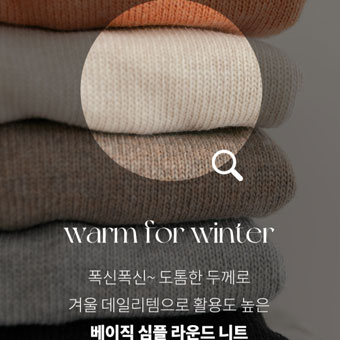 warm for winter
폭신폭신~ 도톰한 두께로
겨울 데일리템으로 활용도 높은
베이직 심플 라운드 니트